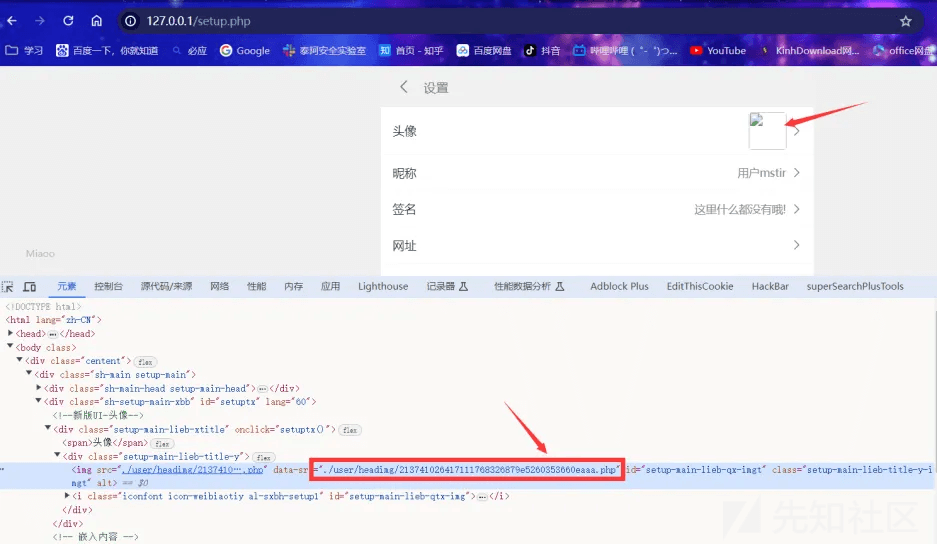 127.0.0.1/setup.php
学习 百度一下，你就知道 必应 Google 泰阿安全实验室 首页 - 知乎 百度网盘 抖音 哔哩哔哩 ( ゜- ゜)つ... YouTube KinhDownload网... office网盘
设置
头像
昵称 用户mstir
签名 这里什么都没有哦!
网址
Miaoo
元素 控制台 源代码/来源 网络 性能 内存 应用 Lighthouse 记录器 性能数据分析 Adblock Plus EditThisCookie HackBar superSearchPlusTools
<!DOCTYPE html>
<html lang="zh-CN">
<head>…</head>
<body class>
<div class="centent"> flex
<div class="sh-main setup-main">
<div class="sh-main-head setup-main-head">…</div>
<div class="sh-setup-main-xbb" id="setuptx" lang="60">
<!--新版UI-头像-->
<div class="setup-main-lieb-xtitle" onclick="setuptx()"> flex
<span>头像</span> flex
<div class="setup-main-lieb-title-y"> flex
<img src="./user/headimg/2137410….php" data-sr="./user/headimg/213741026417111768326879e5260353660eaaa.php" id="setup-main-lieb-qx-imgt" class="setup-main-lieb-title-y-i
mgt" alt> == $0
<i class="iconfont icon-weibiaotiy al-sxbh-setup1" id="setup-main-lieb-qtx-img">…</i>
</div>
</div>
<!-- 嵌入内容 -->
先知社区